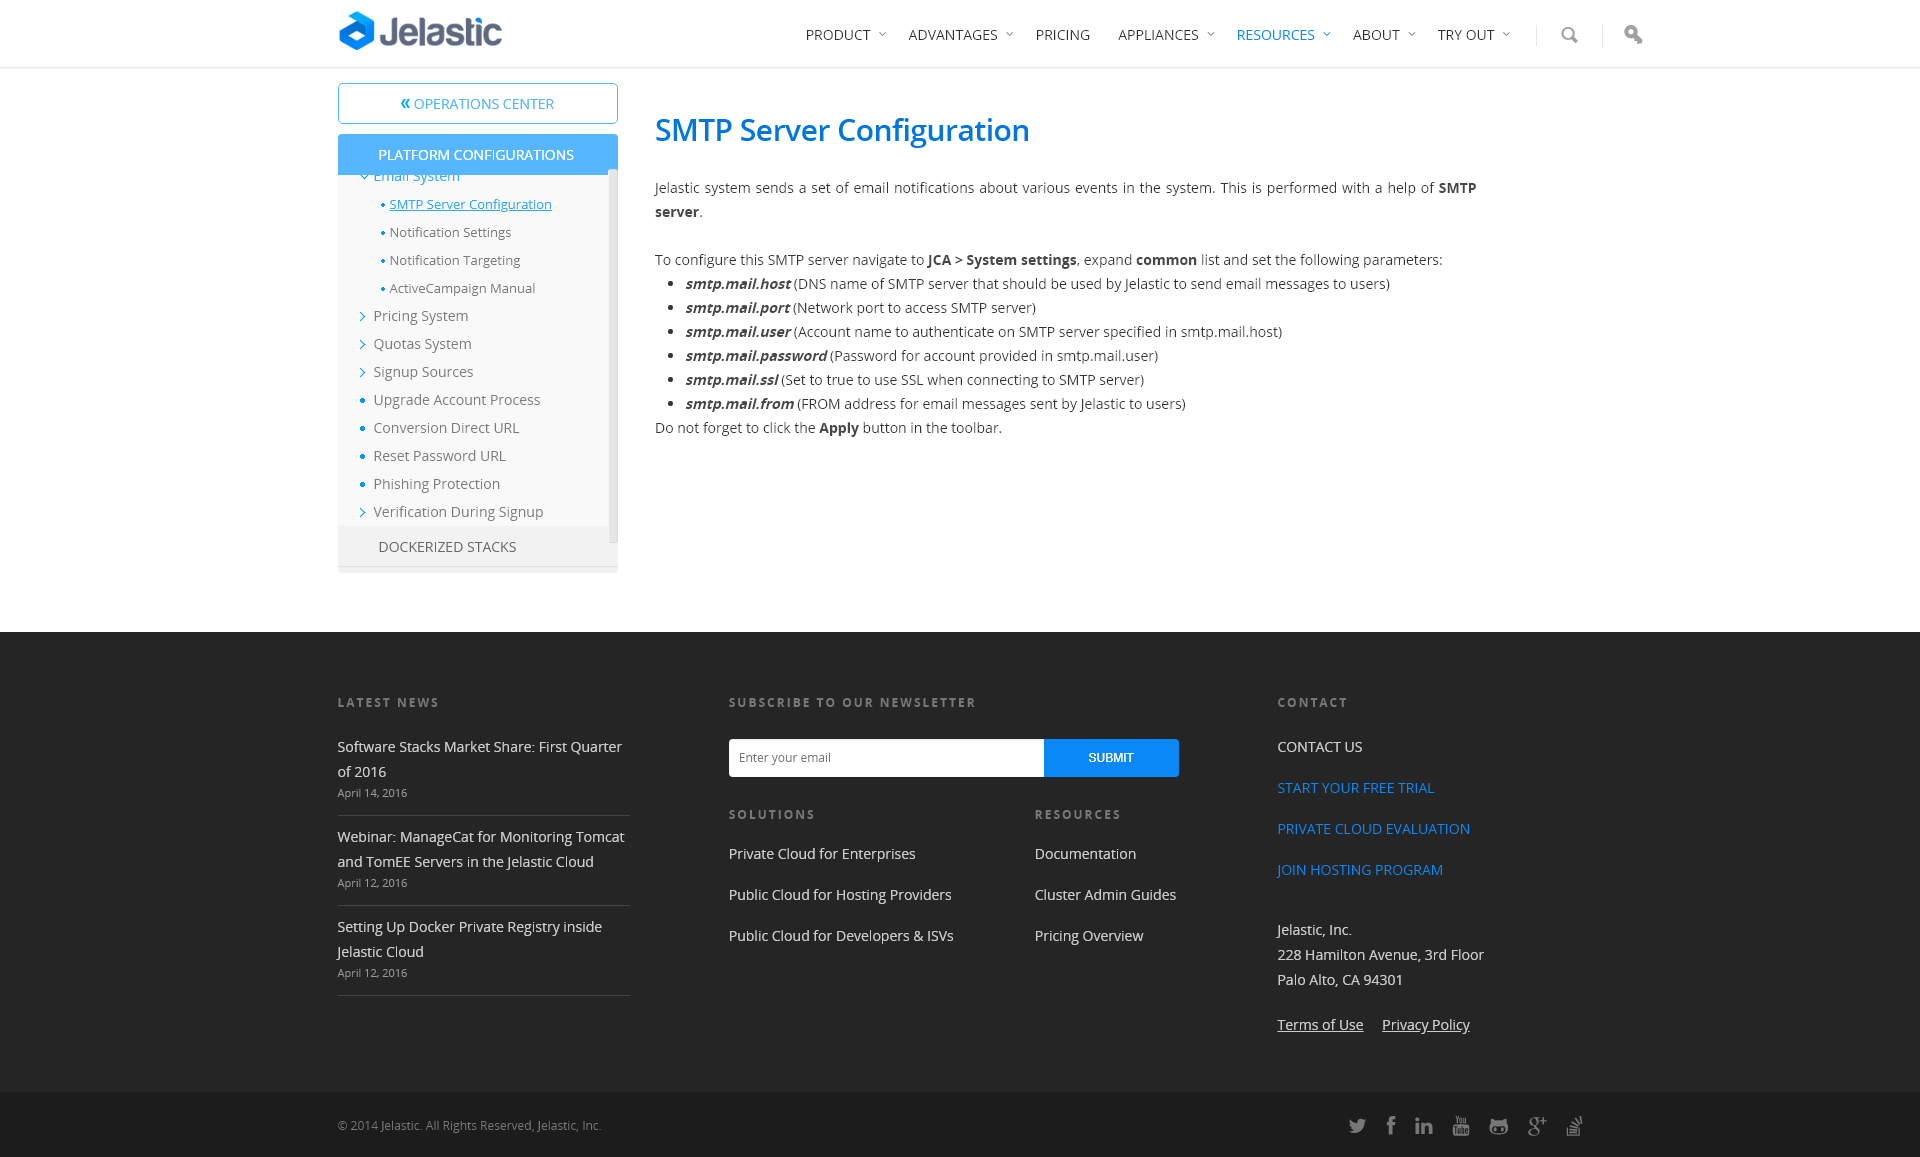 Jelastic
PRODUCT ADVANTAGES PRICING APPLIANCES RESOURCES ABOUT TRY OUT
« OPERATIONS CENTER
PLATFORM CONFIGURATIONS
Email System
• SMTP Server Configuration
• Notification Settings
• Notification Targeting
• ActiveCampaign Manual
Pricing System
Quotas System
Signup Sources
• Upgrade Account Process
• Conversion Direct URL
• Reset Password URL
• Phishing Protection
Verification During Signup
DOCKERIZED STACKS
SMTP Server Configuration
Jelastic system sends a set of email notifications about various events in the system. This is performed with a help of SMTP
server.
To configure this SMTP server navigate to JCA > System settings, expand common list and set the following parameters:
• smtp.mail.host (DNS name of SMTP server that should be used by Jelastic to send email messages to users)
• smtp.mail.port (Network port to access SMTP server)
• smtp.mail.user (Account name to authenticate on SMTP server specified in smtp.mail.host)
• smtp.mail.password (Password for account provided in smtp.mail.user)
• smtp.mail.ssl (Set to true to use SSL when connecting to SMTP server)
• smtp.mail.from (FROM address for email messages sent by Jelastic to users)
Do not forget to click the Apply button in the toolbar.
LATEST NEWS
Software Stacks Market Share: First Quarter
of 2016
April 14, 2016
Webinar: ManageCat for Monitoring Tomcat
and TomEE Servers in the Jelastic Cloud
April 12, 2016
Setting Up Docker Private Registry inside
Jelastic Cloud
April 12, 2016
SUBSCRIBE TO OUR NEWSLETTER
Enter your email SUBMIT
SOLUTIONS
Private Cloud for Enterprises
Public Cloud for Hosting Providers
Public Cloud for Developers & ISVs
RESOURCES
Documentation
Cluster Admin Guides
Pricing Overview
CONTACT
CONTACT US
START YOUR FREE TRIAL
PRIVATE CLOUD EVALUATION
JOIN HOSTING PROGRAM
Jelastic, Inc.
228 Hamilton Avenue, 3rd Floor
Palo Alto, CA 94301
Terms of Use Privacy Policy
© 2014 Jelastic. All Rights Reserved, Jelastic, Inc.
You Tube